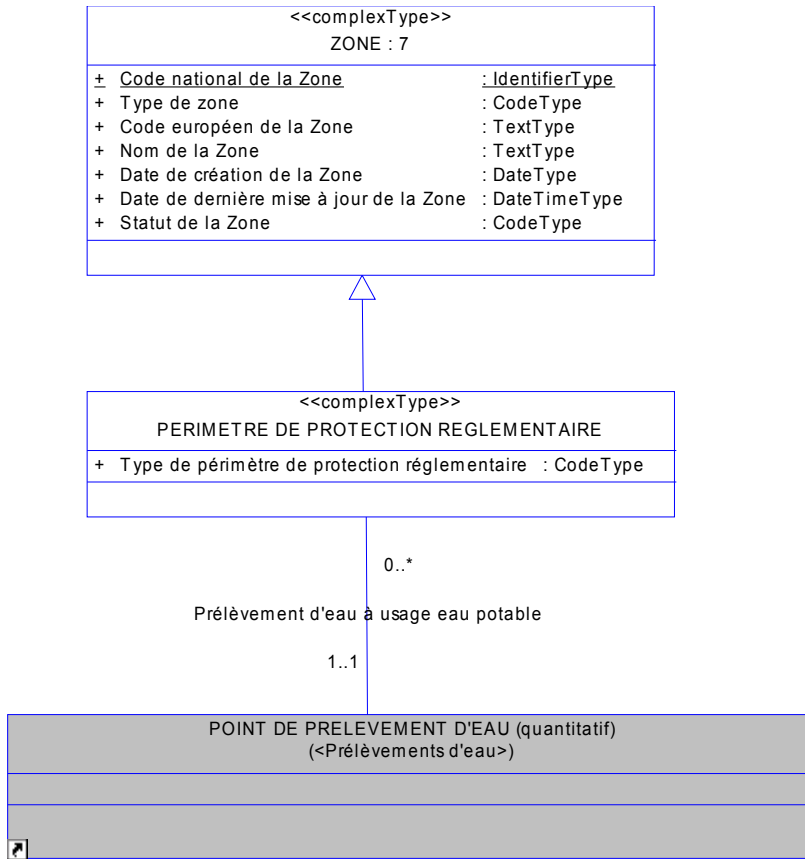 <<complexType>>
ZONE : 7
+ Code national de la Zone : IdentifierType
+ Type de zone : CodeType
+ Code européen de la Zone : TextType
+ Nom de la Zone : TextType
+ Date de création de la Zone : DateType
+ Date de dernière mise à jour de la Zone : DateTimeType
+ Statut de la Zone : CodeType
<<complexType>>
PERIMETRE DE PROTECTION REGLEMENTAIRE
+ Type de périmètre de protection réglementaire : CodeType
0..*
Prélèvement d'eau à usage eau potable
1..1
POINT DE PRELEVEMENT D'EAU (quantitatif)
(<Prélèvements d'eau>)